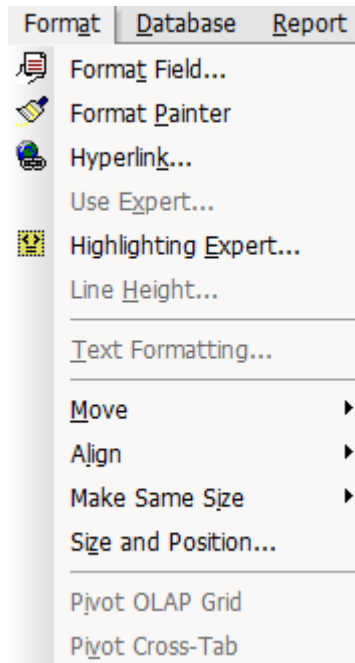 Format Database Report
Format Field...
Format Painter
Hyperlink...
Use Expert...
Highlighting Expert...
Line Height...
Text Formatting...
Move
Align
Make Same Size
Size and Position...
Pivot OLAP Grid
Pivot Cross-Tab